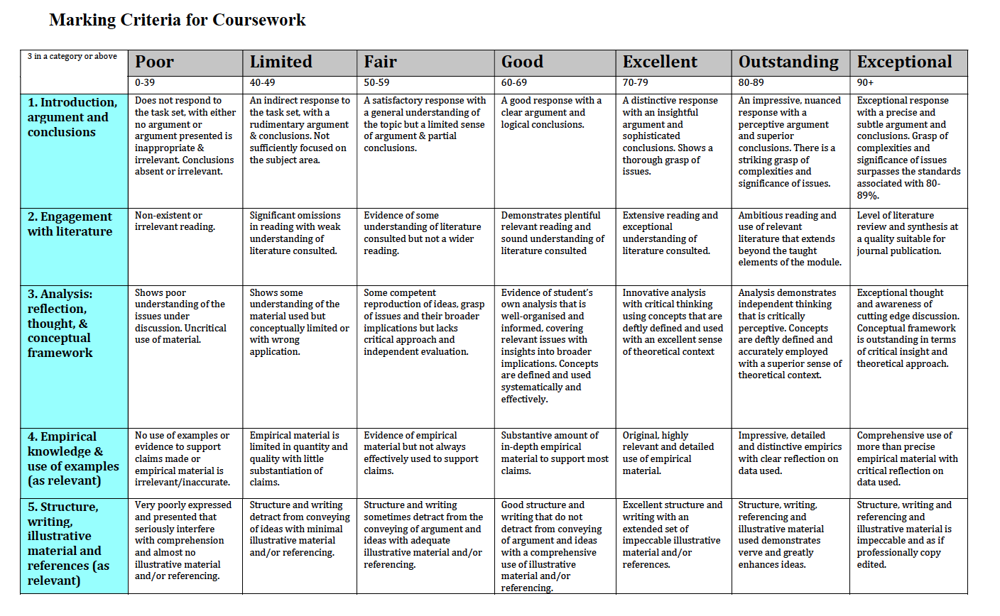 Marking Criteria for Coursework
3 in a category or above
Poor
Limited
Fair
Good
Excellent
Outstanding
Exceptional
0-39
40-49
50-59
60-69
70-79
80-89
90+
1. Introduction,
argument and
conclusions
Does not respond to
the task set, with either
no argument or
argument presented is
inappropriate &
irrelevant. Conclusions
absent or irrelevant.
An indirect response to
the task set, with a
rudimentary argument
& conclusions. Not
sufficiently focused on
the subject area.
A satisfactory response with
a general understanding of
the topic but a limited sense
of argument & partial
conclusions.
A good response with a
clear argument and
logical conclusions.
A distinctive response
with an insightful
argument and
sophisticated
conclusions. Shows a
thorough grasp of
issues.
An impressive, nuanced
response with a
perceptive argument
and superior
conclusions. There is a
striking grasp of
complexities and
significance of issues.
Exceptional response
with a precise and
subtle argument and
conclusions. Grasp of
complexities and
significance of issues
surpasses the standards
associated with 80-
89%.
2. Engagement
with literature
Non-existent or
irrelevant reading.
Significant omissions
in reading with weak
understanding of
literature consulted.
Evidence of some
understanding of literature
consulted but not a wider
reading.
Demonstrates plentiful
relevant reading and
sound understanding of
literature consulted
Extensive reading and
exceptional
understanding of
literature consulted.
Ambitious reading and
use of relevant
literature that extends
beyond the taught
elements of the module.
Level of literature
review and synthesis at
a quality suitable for
journal publication.
3. Analysis:
reflection,
thought, &
conceptual
framework
Shows poor
understanding of the
issues under
discussion. Uncritical
use of material.
Shows some
understanding of the
material used but
conceptually limited or
with wrong
application.
Some competent
reproduction of ideas, grasp
of issues and their broader
implications but lacks
critical approach and
independent evaluation.
Evidence of student's
own analysis that is
well-organised and
informed, covering
relevant issues with
insights into broader
implications. Concepts
are defined and used
systematically and
effectively.
Innovative analysis
with critical thinking
using concepts that are
deftly defined and used
with an excellent sense
of theoretical context
Analysis demonstrates
independent thinking
that is critically
perceptive. Concepts
are deftly defined and
accurately employed
with a superior sense of
theoretical context.
Exceptional thought
and awareness of
cutting edge discussion.
Conceptual framework
is outstanding in terms
of critical insight and
theoretical approach.
4. Empirical
knowledge &
use of examples
(as relevant)
No use of examples or
evidence to support
claims made or
empirical material is
irrelevant/inaccurate.
Empirical material is
limited in quantity and
quality with little
substantiation of
claims.
Evidence of empirical
material but not always
effectively used to support
claims.
Substantive amount of
in-depth empirical
material to support most
claims.
Original, highly
relevant and detailed
use of empirical
material.
Impressive, detailed
and distinctive empirics
with clear reflection on
data used.
Comprehensive use of
more than precise
empirical material with
critical reflection on
data used.
5. Structure,
writing,
illustrative
material and
references (as
relevant)
Very poorly expressed
and presented that
seriously interfere
with comprehension
and almost no
illustrative material
and/or referencing.
Structure and writing
detract from conveying
of ideas with minimal
illustrative material
and/or referencing.
Structure and writing
sometimes detract from the
conveying of argument and
ideas with adequate
illustrative material and/or
referencing.
Good structure and
writing that do not
detract from conveying
of argument and ideas
with a comprehensive
use of illustrative
material and/or
referencing.
Excellent structure and
writing with an
extended set of
impeccable illustrative
material and/or
references.
Structure, writing,
referencing and
illustrative material
used demonstrates
verve and greatly
enhances ideas.
Structure, writing and
referencing and
illustrative material is
impeccable and as if
professionally copy
edited.